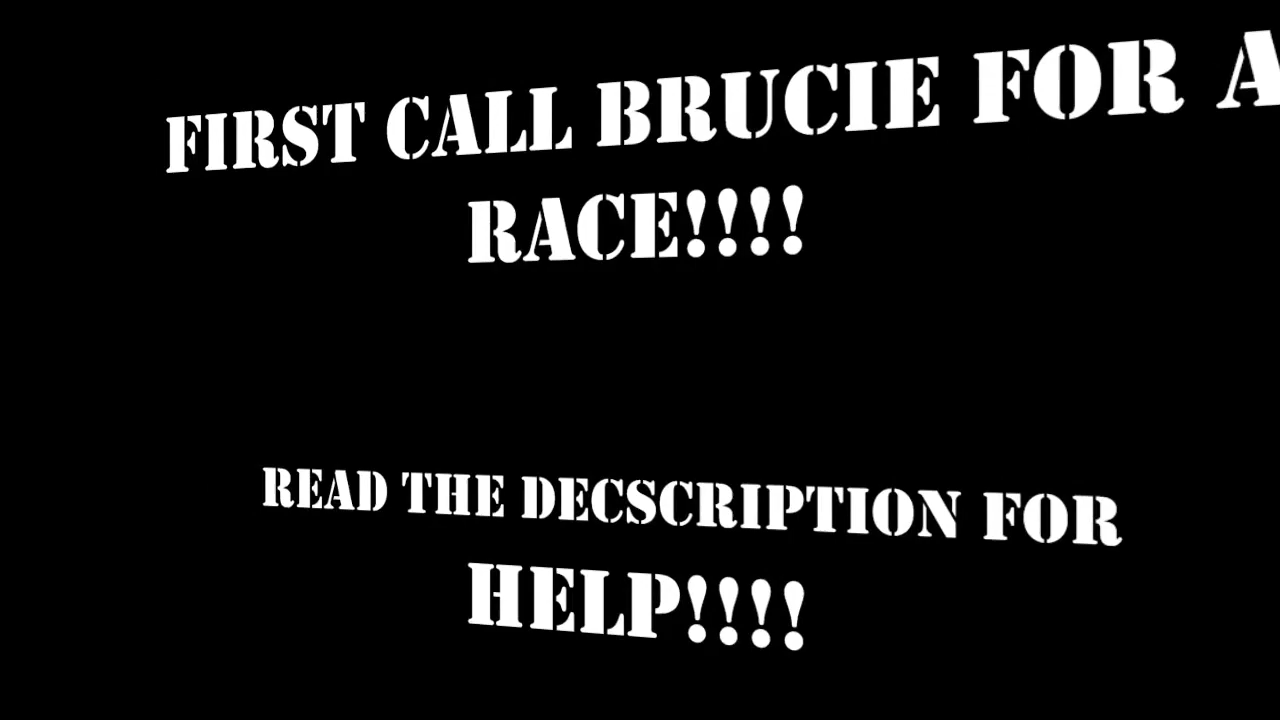 FIRST CALL BRUCIE FOR A
RACE!!!!
READ THE DECSCRIPTION FOR
HELP!!!!